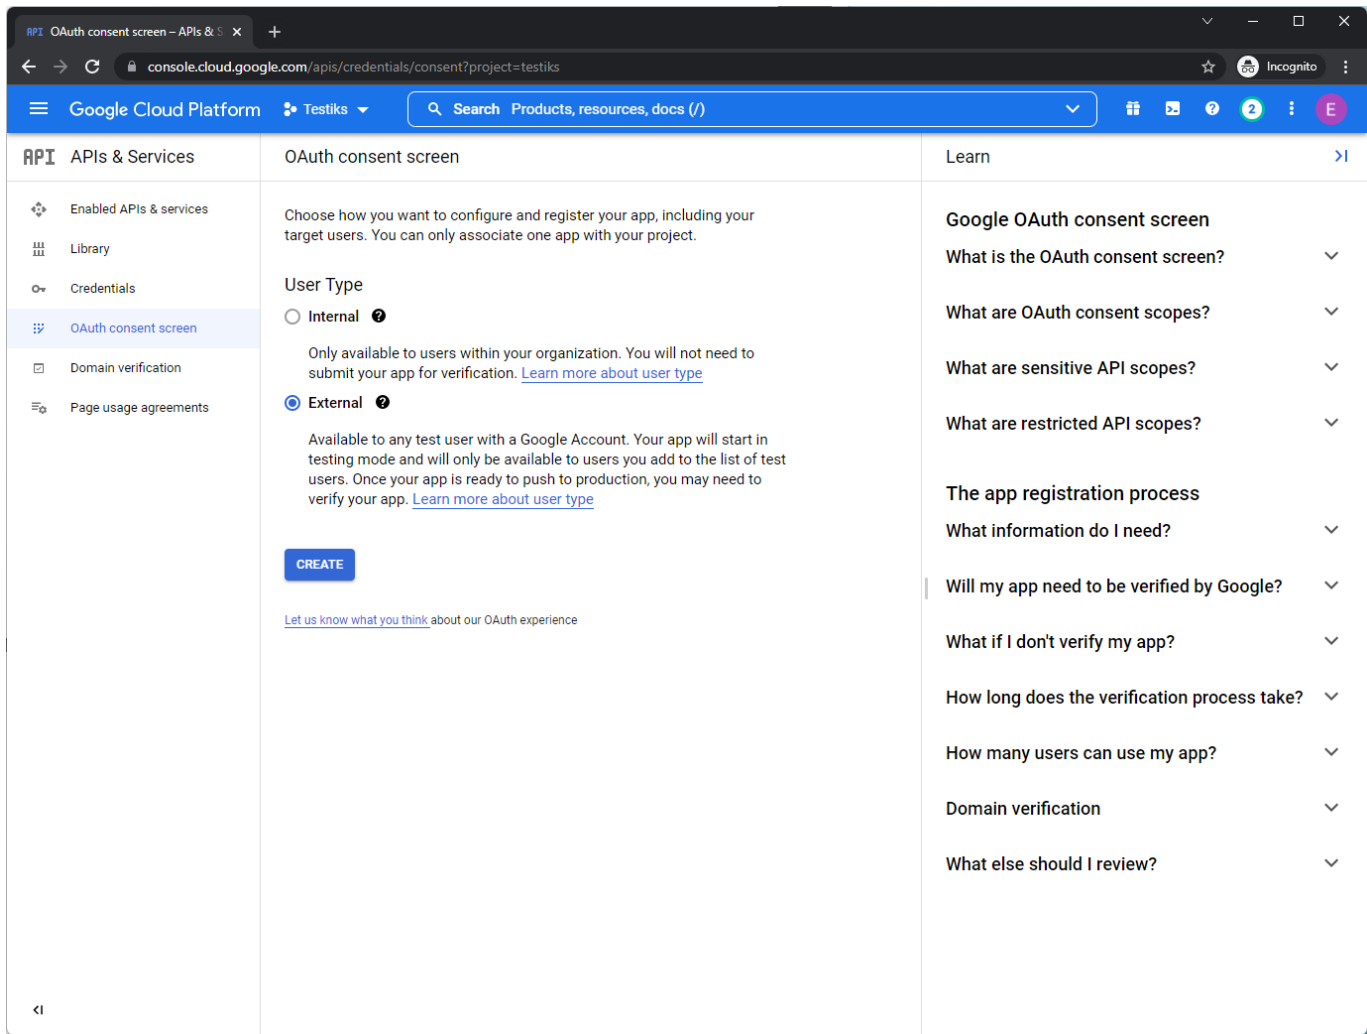 API OAuth consent screen – APIs & S
console.cloud.google.com/apis/credentials/consent?project=testiks
Incognito
Google Cloud Platform
Testiks
Search Products, resources, docs (/)
2
E
API APIs & Services
Enabled APIs & services
Library
Credentials
OAuth consent screen
Domain verification
Page usage agreements
OAuth consent screen
Choose how you want to configure and register your app, including your
target users. You can only associate one app with your project.
User Type
Internal
Only available to users within your organization. You will not need to
submit your app for verification. Learn more about user type
External
Available to any test user with a Google Account. Your app will start in
testing mode and will only be available to users you add to the list of test
users. Once your app is ready to push to production, you may need to
verify your app. Learn more about user type
CREATE
Let us know what you think about our OAuth experience
Learn
Google OAuth consent screen
What is the OAuth consent screen?
What are OAuth consent scopes?
What are sensitive API scopes?
What are restricted API scopes?
The app registration process
What information do I need?
Will my app need to be verified by Google?
What if I don't verify my app?
How long does the verification process take?
How many users can use my app?
Domain verification
What else should I review?